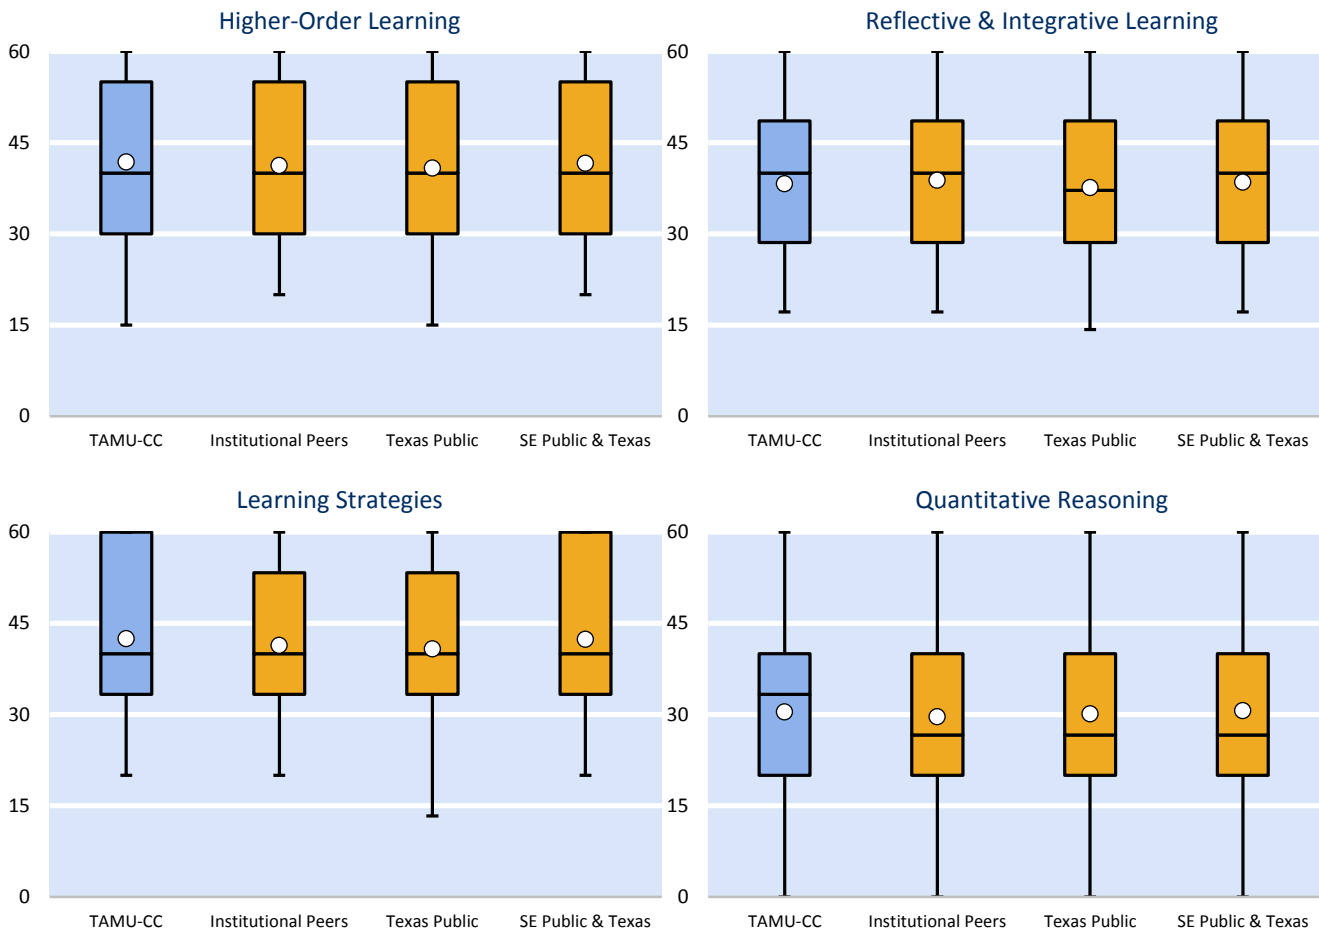 Higher-Order Learning
60
45
30
15
0
TAMU-CC Institutional Peers Texas Public SE Public & Texas
Reflective & Integrative Learning
60
45
30
15
0
TAMU-CC Institutional Peers Texas Public SE Public & Texas
Learning Strategies
60
45
30
15
0
TAMU-CC Institutional Peers Texas Public SE Public & Texas
Quantitative Reasoning
60
45
30
15
0
TAMU-CC Institutional Peers Texas Public SE Public & Texas